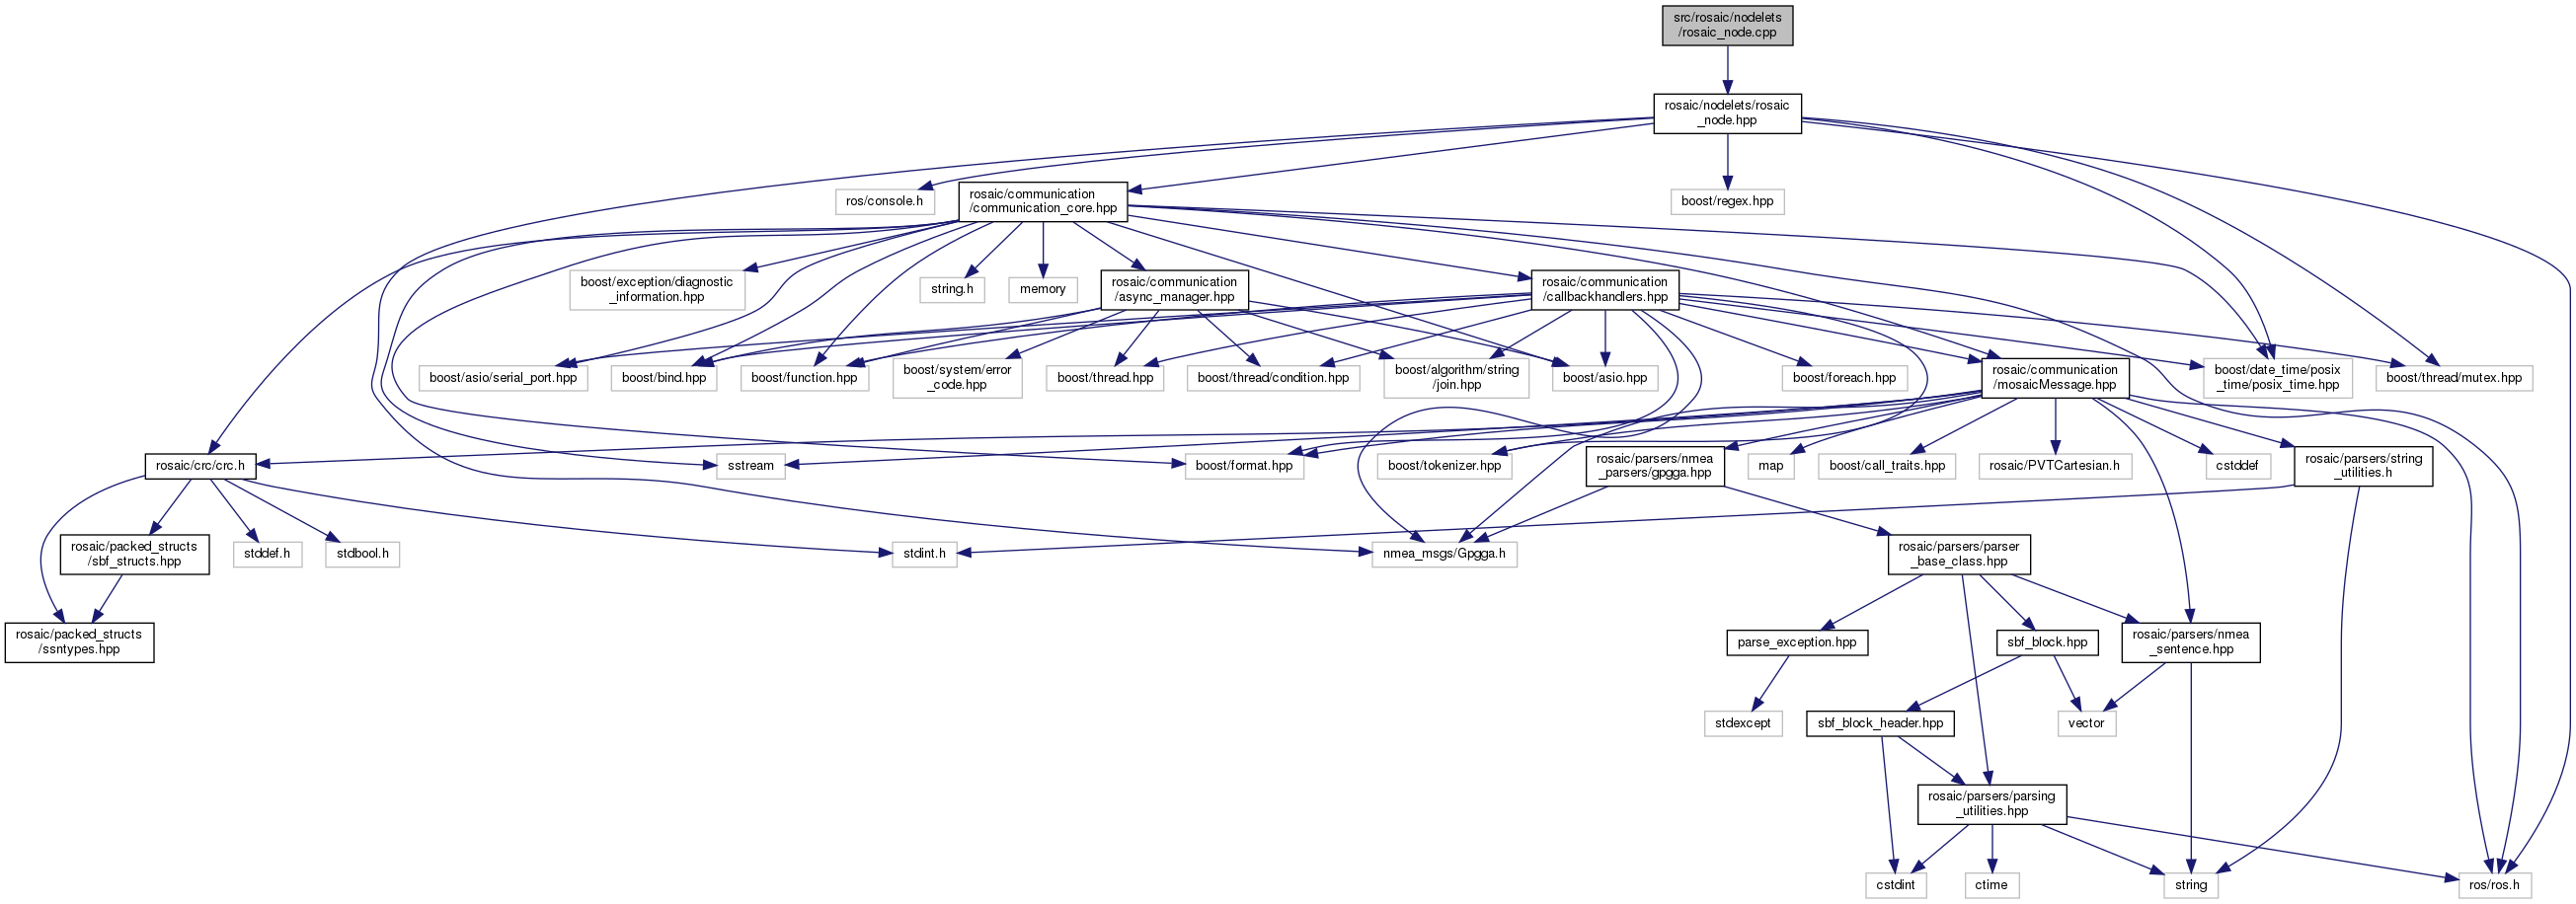 src/rosaic/nodelets
/rosaic_node.cpp
rosaic/nodelets/rosaic
_node.hpp
ros/console.h
rosaic/communication
/communication_core.hpp
boost/regex.hpp
boost/exception/diagnostic
_information.hpp
string.h
memory
rosaic/communication
/async_manager.hpp
rosaic/communication
/callbackhandlers.hpp
boost/asio/serial_port.hpp
boost/bind.hpp
boost/function.hpp
boost/system/error
_code.hpp
boost/thread.hpp
boost/thread/condition.hpp
boost/algorithm/string
/join.hpp
boost/asio.hpp
boost/foreach.hpp
rosaic/communication
/mosaicMessage.hpp
boost/date_time/posix
_time/posix_time.hpp
boost/thread/mutex.hpp
rosaic/crc/crc.h
sstream
boost/format.hpp
boost/tokenizer.hpp
rosaic/parsers/nmea
_parsers/gpgga.hpp
map
boost/call_traits.hpp
rosaic/PVTCartesian.h
cstddef
rosaic/parsers/string
_utilities.h
rosaic/packed_structs
/sbf_structs.hpp
stddef.h
stdbool.h
stdint.h
nmea_msgs/Gpgga.h
rosaic/parsers/parser
_base_class.hpp
rosaic/packed_structs
/ssntypes.hpp
parse_exception.hpp
sbf_block.hpp
rosaic/parsers/nmea
_sentence.hpp
stdexcept
sbf_block_header.hpp
vector
rosaic/parsers/parsing
_utilities.hpp
cstdint
ctime
string
ros/ros.h